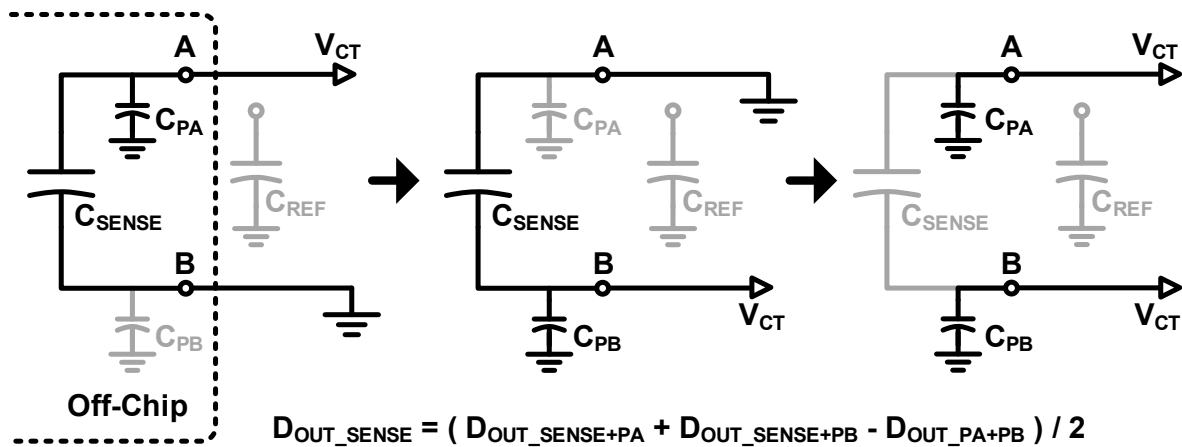 A
V_CT
C_PA
C_REF
C_SENSE
B
C_PB
Off-Chip
A
C_PA
C_REF
C_SENSE
B
V_CT
C_PB
A
V_CT
C_PA
C_REF
C_SENSE
B
V_CT
C_PB
D_OUT_SENSE = ( D_OUT_SENSE+PA + D_OUT_SENSE+PB - D_OUT_PA+PB ) / 2